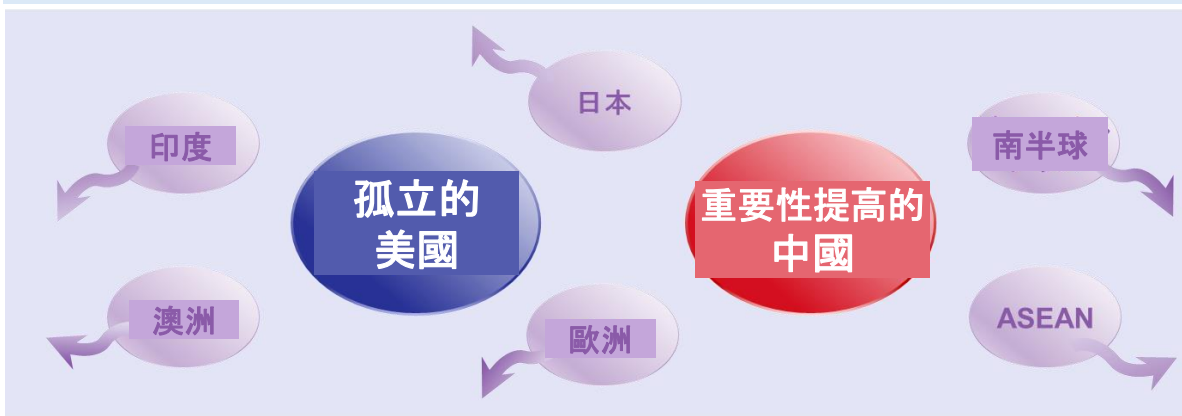 日本
印度
南半球
孤立的
美國
重要性提高的
中國
澳洲
歐洲
ASEAN